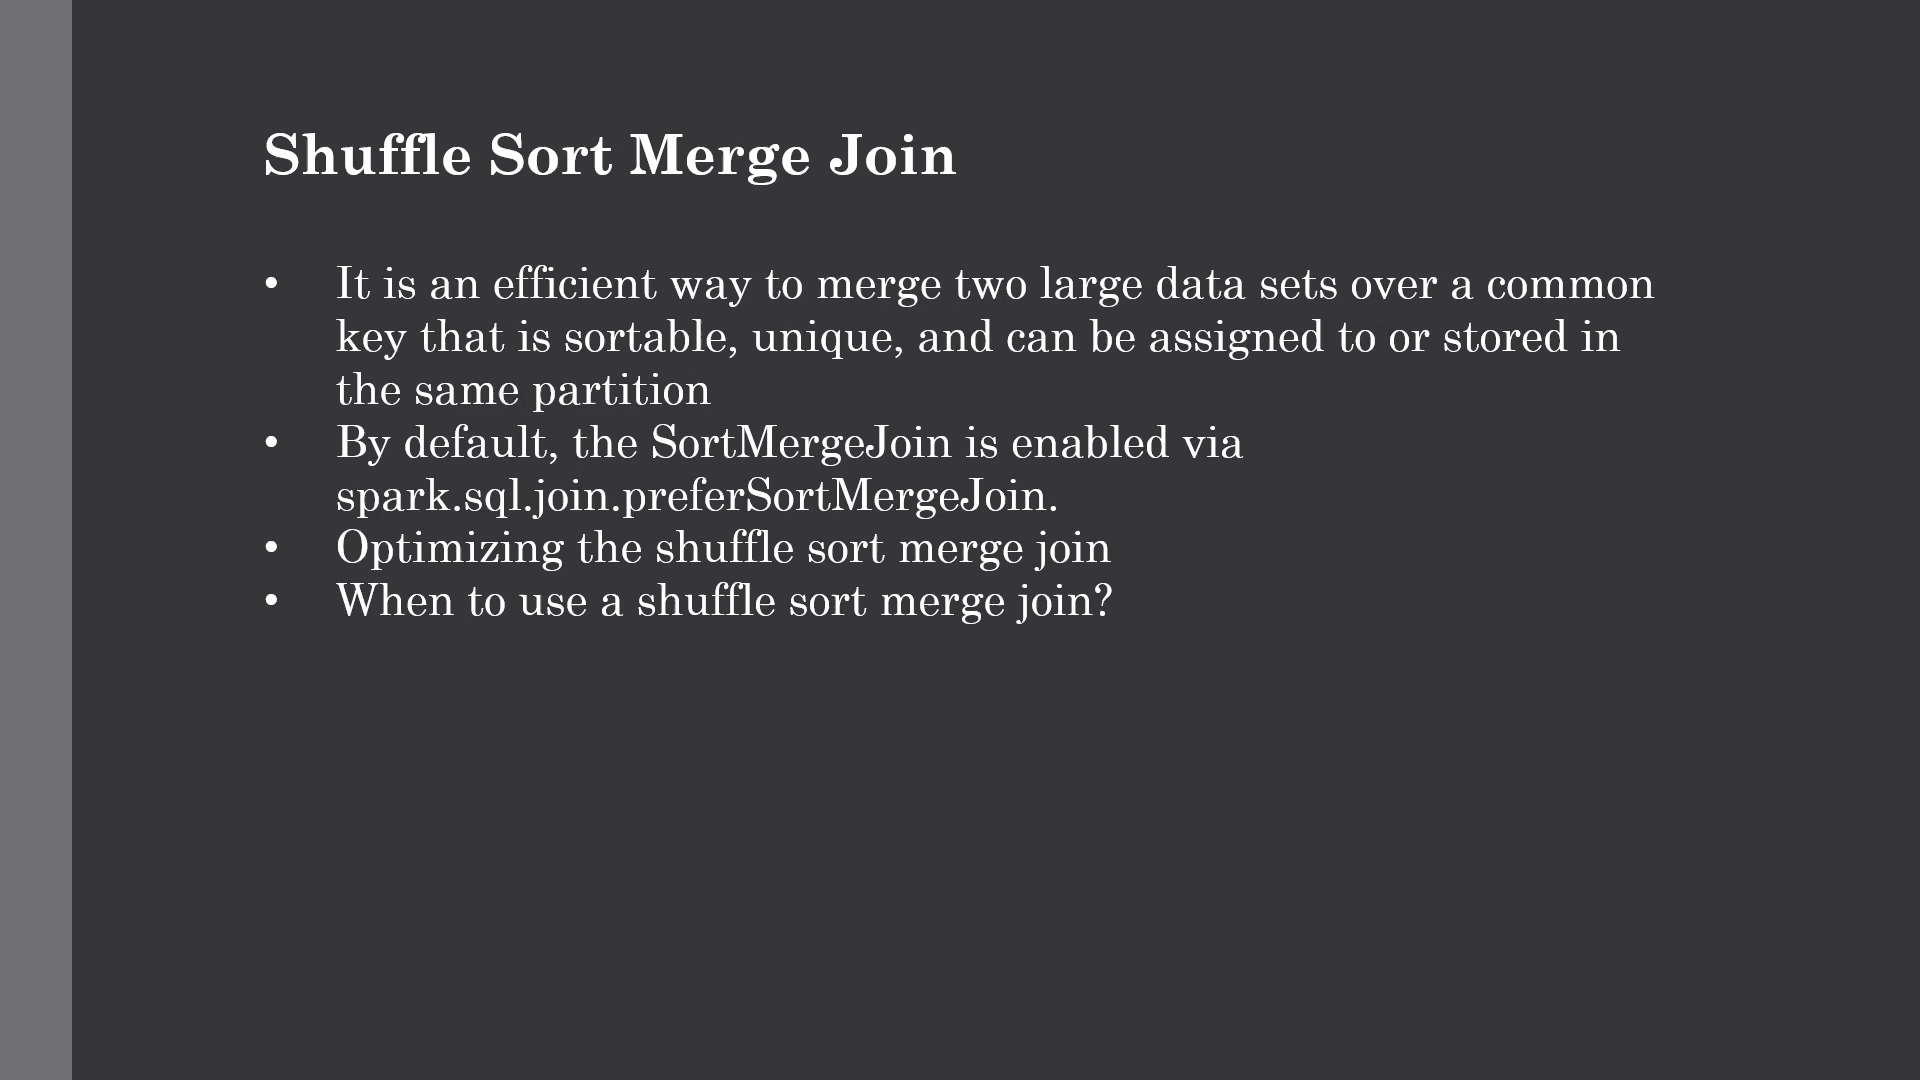 Shuffle Sort Merge Join
• It is an efficient way to merge two large data sets over a common
key that is sortable, unique, and can be assigned to or stored in
the same partition
• By default, the SortMergeJoin is enabled via
spark.sql.join.preferSortMergeJoin.
• Optimizing the shuffle sort merge join
• When to use a shuffle sort merge join?